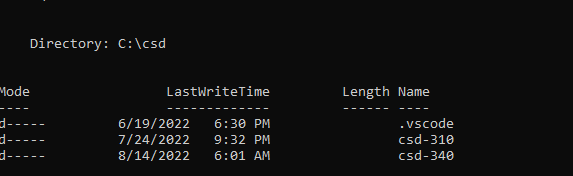 Directory: C:\csd
Mode LastWriteTime Length Name
---- ------------- ------ ----
d----- 6/19/2022 6:30 PM .vscode
d----- 7/24/2022 9:32 PM csd-310
d----- 8/14/2022 6:01 AM csd-340